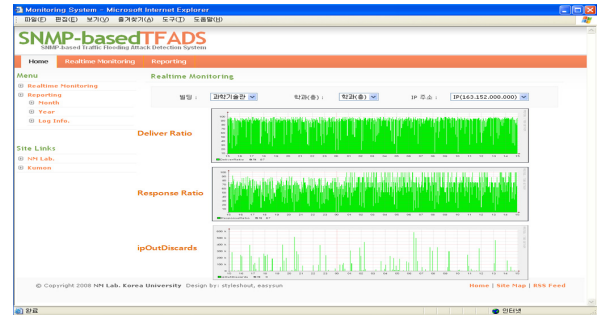 Monitoring System - Microsoft Internet Explorer
파일(F) 편집(E) 보기(V) 즐겨찾기(A) 도구(T) 도움말(H)
SNMP-basedTFADS
SNMP-based Traffic Flooding Attack Detection System
Home Realtime Monitoring Reporting
Menu
Realtime Monitoring
Reporting
Month
Year
Log Info.
Site Links
NM Lab.
Kumon
Realtime Monitoring
빌딩 : 과학기술관 학과(층) : 학과(층) IP 주소 : IP(163.152.000.000)
Deliver Ratio
Response Ratio
ipOutDiscards
© Copyright 2008 NM Lab. Korea University Design by: styleshout, easysun
Home | Site Map | RSS Feed
완료 인터넷